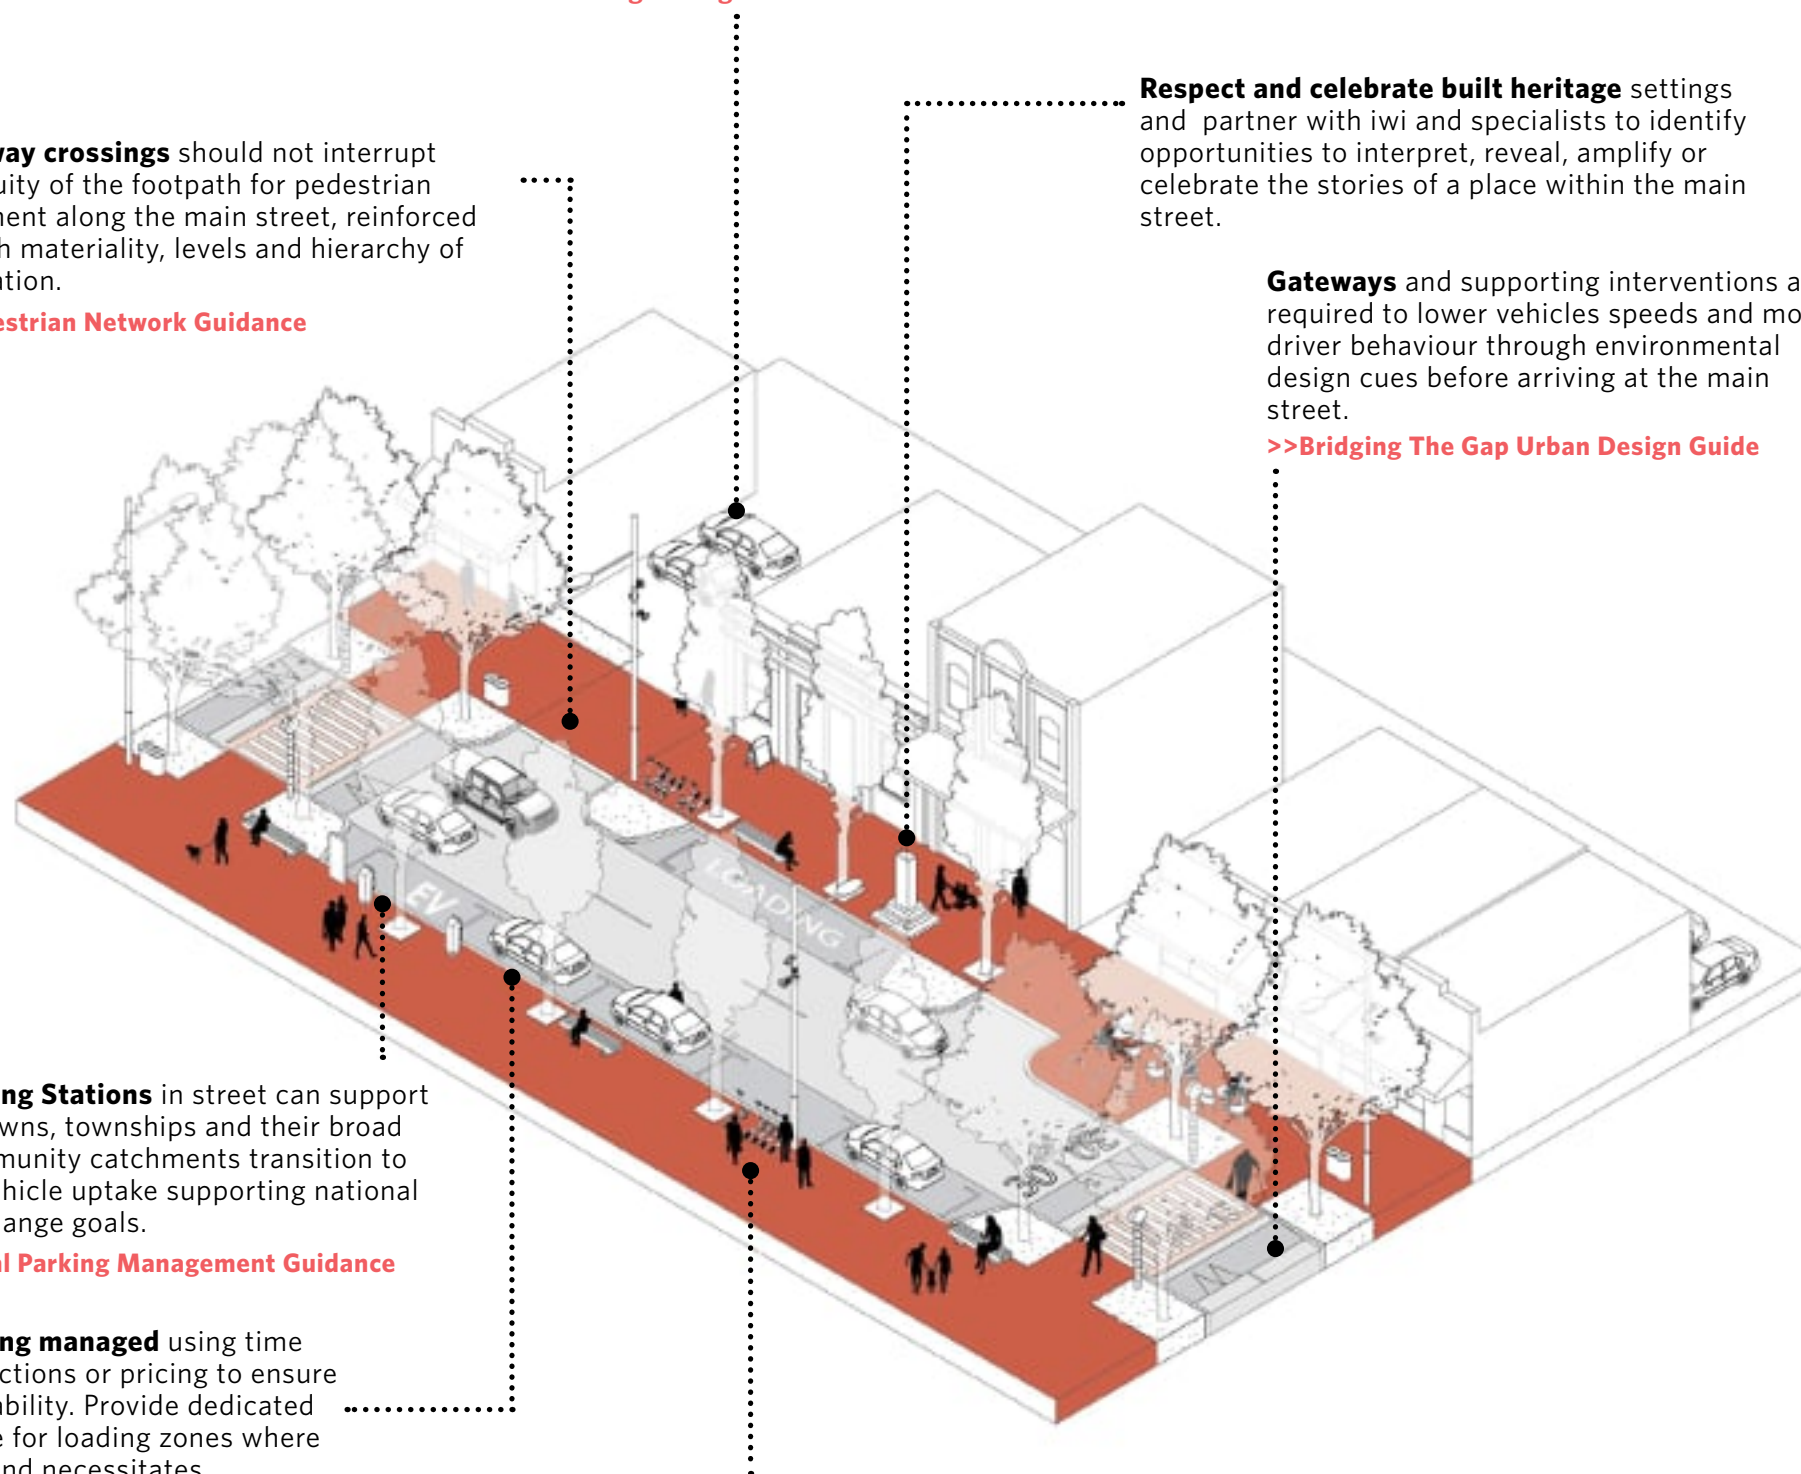 Respect and celebrate built heritage settings
and partner with iwi and specialists to identify
opportunities to interpret, reveal, amplify or
celebrate the stories of a place within the main
street.
way crossings should not interrupt
uity of the footpath for pedestrian
ent along the main street, reinforced
h materiality, levels and hierarchy of
ation.
estrian Network Guidance
Gateways and supporting interventions a
required to lower vehicles speeds and mo
driver behaviour through environmental
design cues before arriving at the main
street.
>>Bridging The Gap Urban Design Guide
LOADING
EV
30
ng Stations in street can support
wns, townships and their broad
munity catchments transition to
hicle uptake supporting national
ange goals.
l Parking Management Guidance
ng managed using time
ctions or pricing to ensure
ability. Provide dedicated
e for loading zones where
nd necessitates